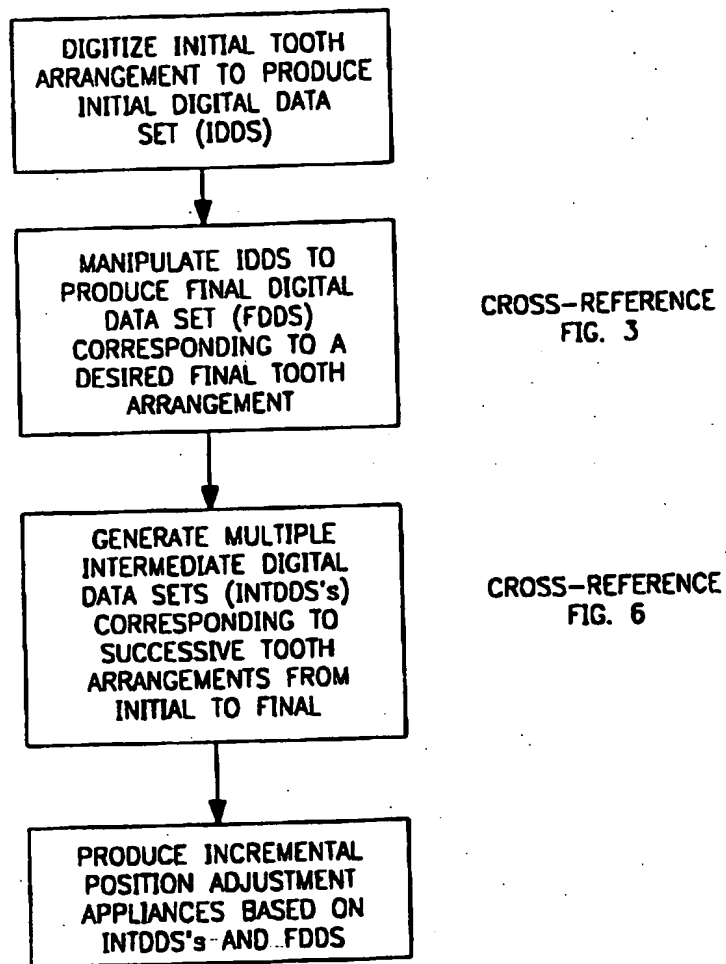 DIGITIZE INITIAL TOOTH
ARRANGEMENT TO PRODUCE
INITIAL DIGITAL DATA
SET (IDDS)
MANIPULATE IDDS TO
PRODUCE FINAL DIGITAL
DATA SET (FDDS)
CORRESPONDING TO A
DESIRED FINAL TOOTH
ARRANGEMENT
CROSS-REFERENCE
FIG. 3
GENERATE MULTIPLE
INTERMEDIATE DIGITAL
DATA SETS (INTDDS's)
CORRESPONDING TO
SUCCESSIVE TOOTH
ARRANGEMENTS FROM
INITIAL TO FINAL
CROSS-REFERENCE
FIG. 6
PRODUCE INCREMENTAL
POSITION ADJUSTMENT
APPLIANCES BASED ON
INTDDS's AND FDDS